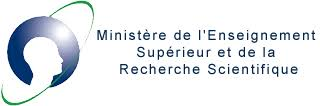 Ministère de l'Enseignement
Supérieur et de la
Recherche Scientifique